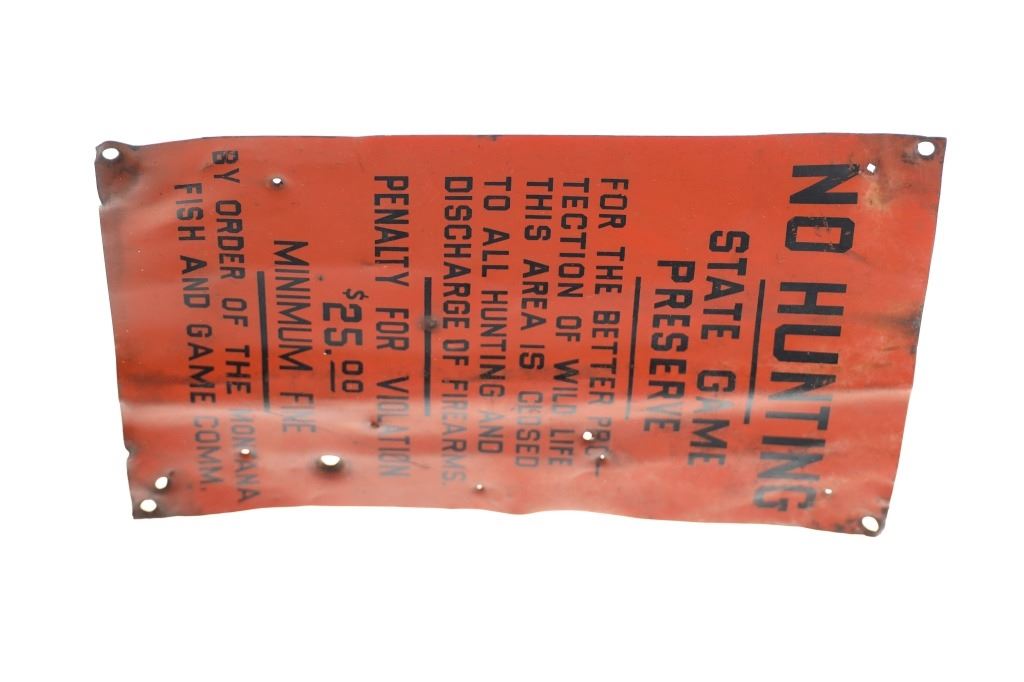 NO HUNTING
STATE GAME
PRESERVE
FOR THE BETTER PRO-
TECTION OF WILD LIFE
THIS AREA IS CLOSED
TO ALL HUNTING AND
DISCHARGE OF FIREARMS.
PENALTY FOR VIOLATION
$25.00
MINIMUM FINE
BY ORDER OF THE MONTANA
FISH AND GAME COMM.